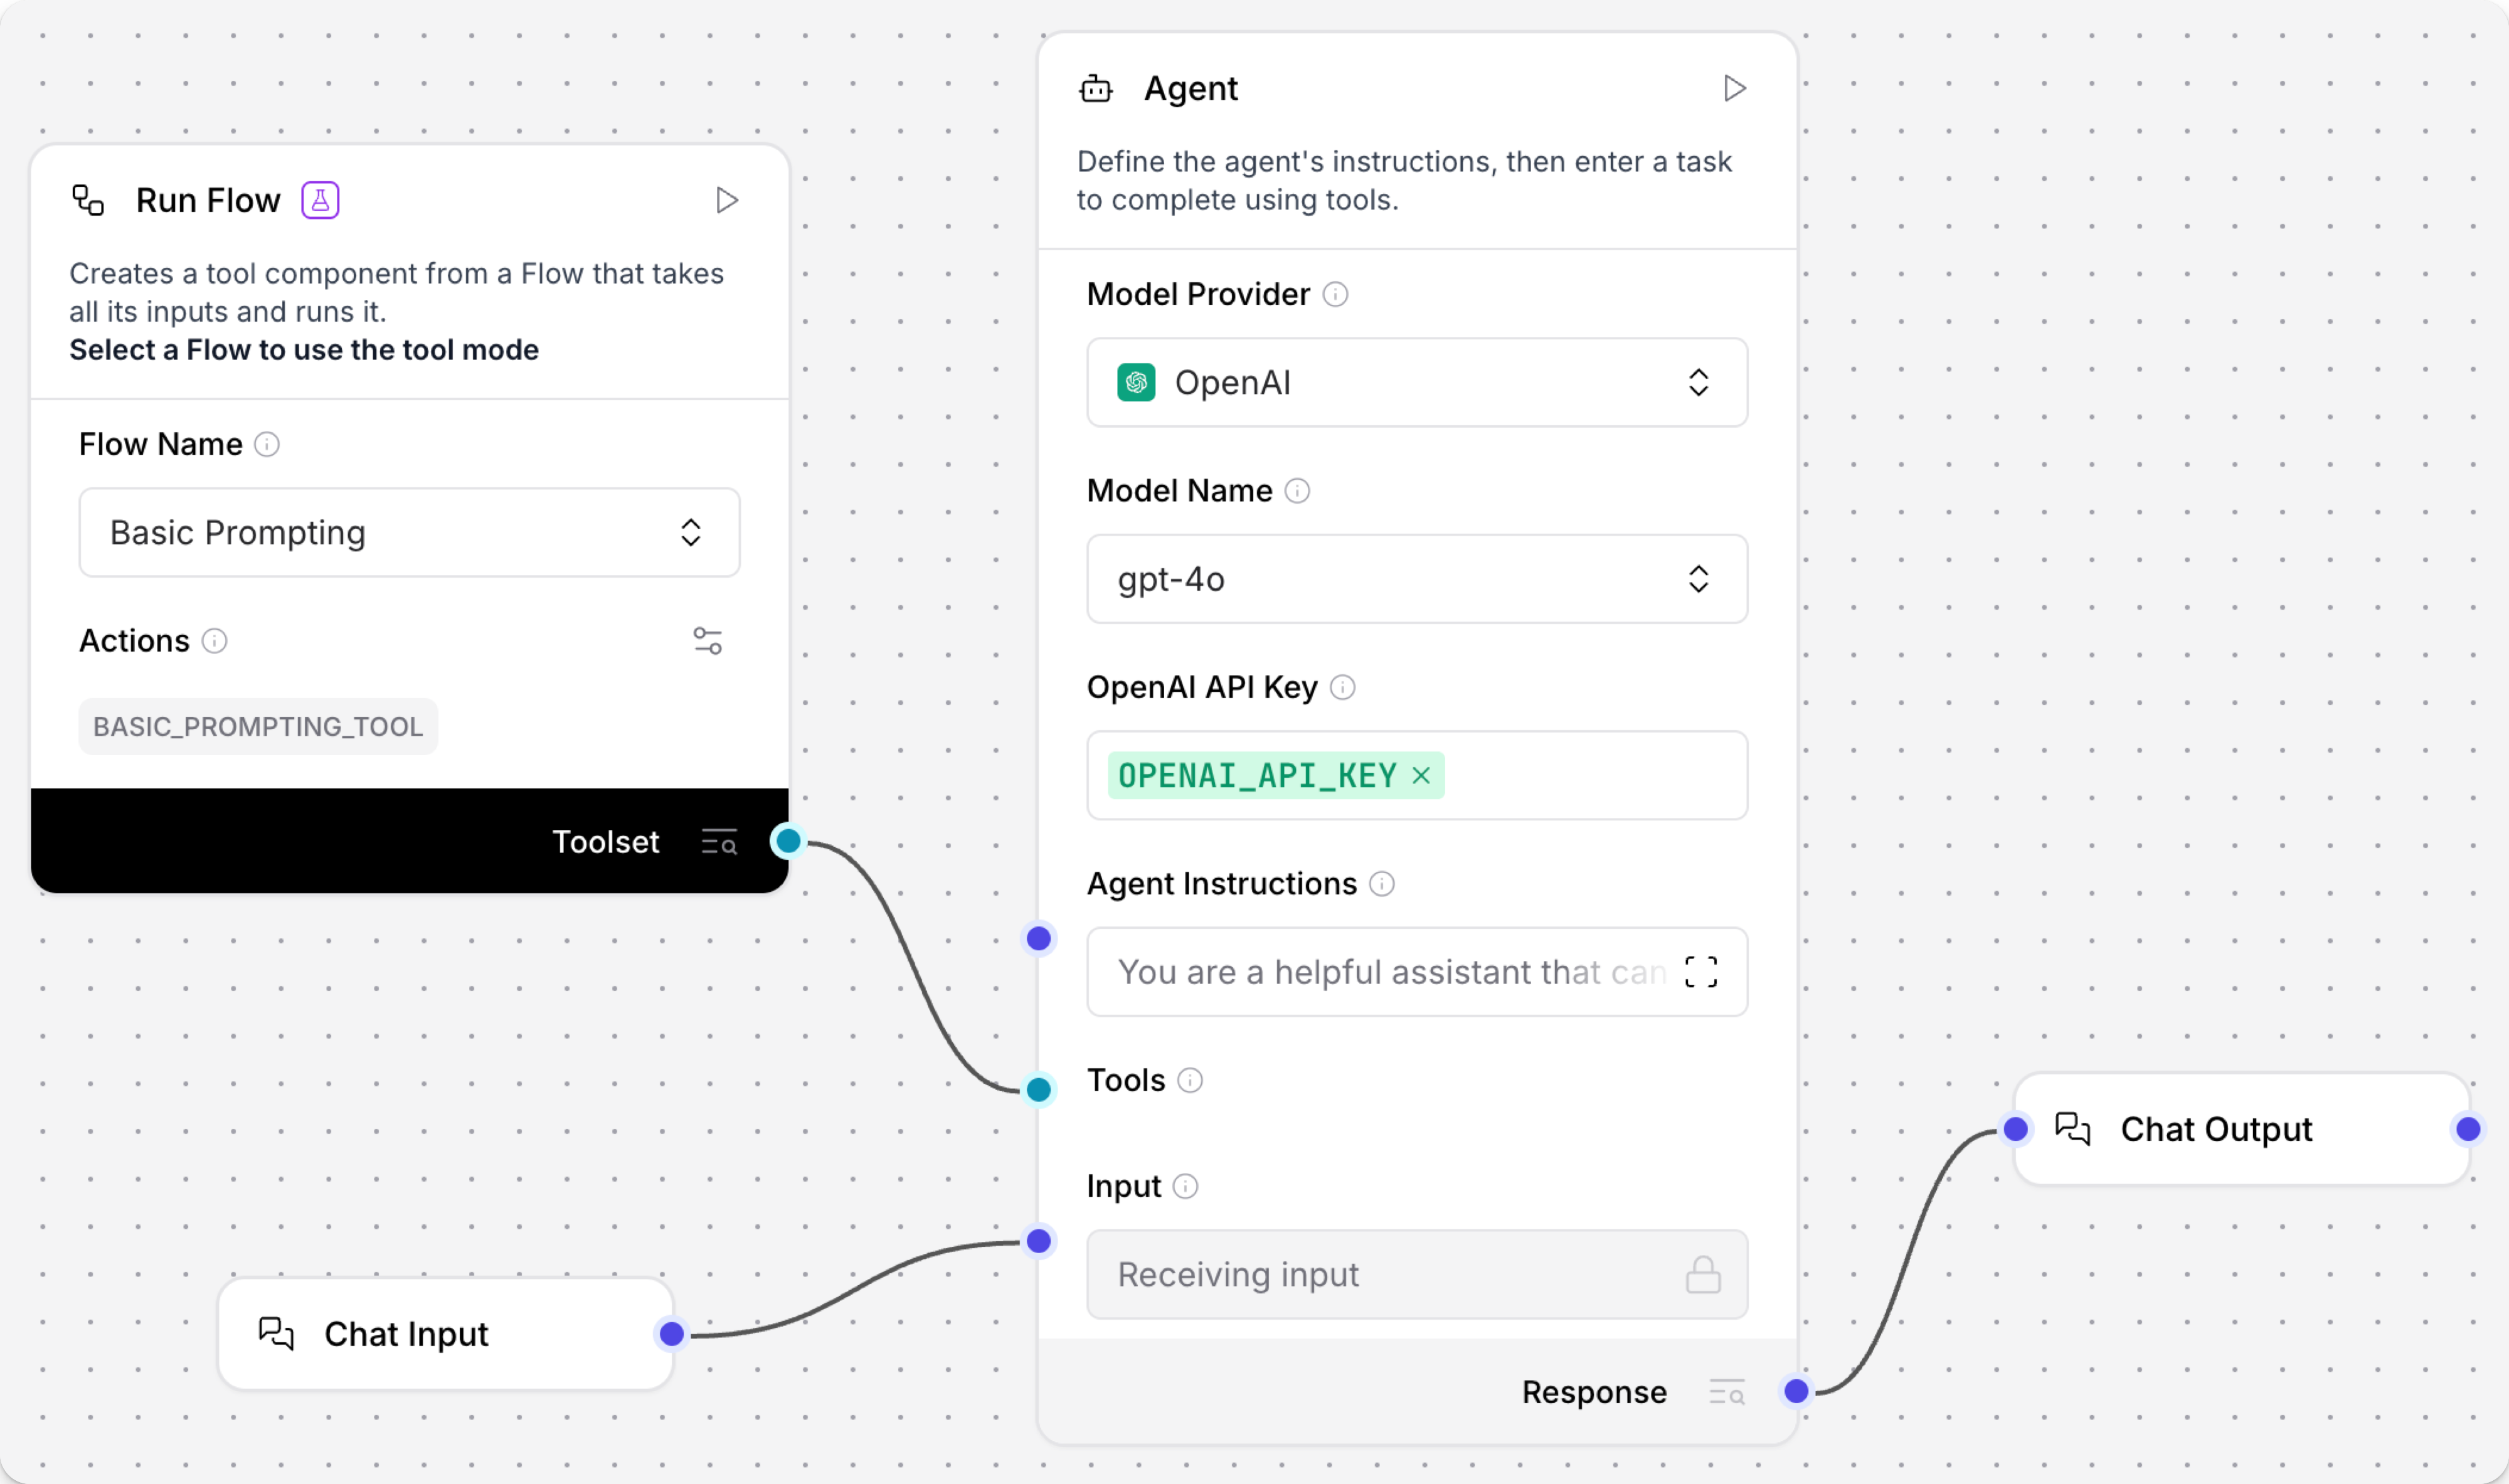 Run Flow
Creates a tool component from a Flow that takes
all its inputs and runs it.
Select a Flow to use the tool mode
Flow Name
Basic Prompting
Actions
BASIC_PROMPTING_TOOL
Toolset
Chat Input
Agent
Define the agent's instructions, then enter a task
to complete using tools.
Model Provider
OpenAI
Model Name
gpt-4o
OpenAI API Key
OPENAI_API_KEY
Agent Instructions
You are a helpful assistant that can
Tools
Input
Receiving input
Response
Chat Output